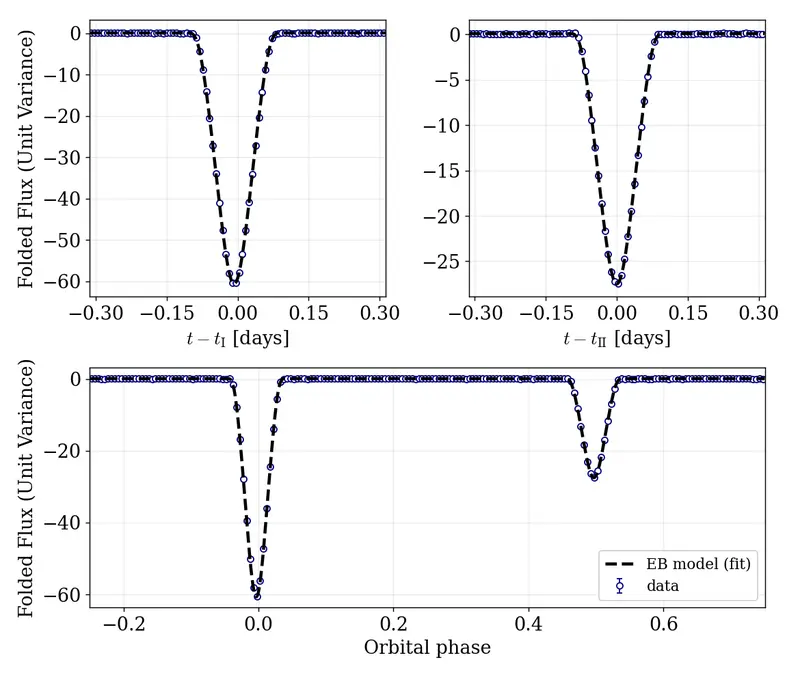 Folded Flux (Unit Variance)
0
−10
−20
−30
−40
−50
−60
−0.30 −0.15 0.00 0.15 0.30
t − tI [days]
0
−5
−10
−15
−20
−25
−0.30 −0.15 0.00 0.15 0.30
t − tII [days]
Folded Flux (Unit Variance)
0
−20
−40
−60
−0.2 0.0 0.2 0.4 0.6
Orbital phase
EB model (fit)
data